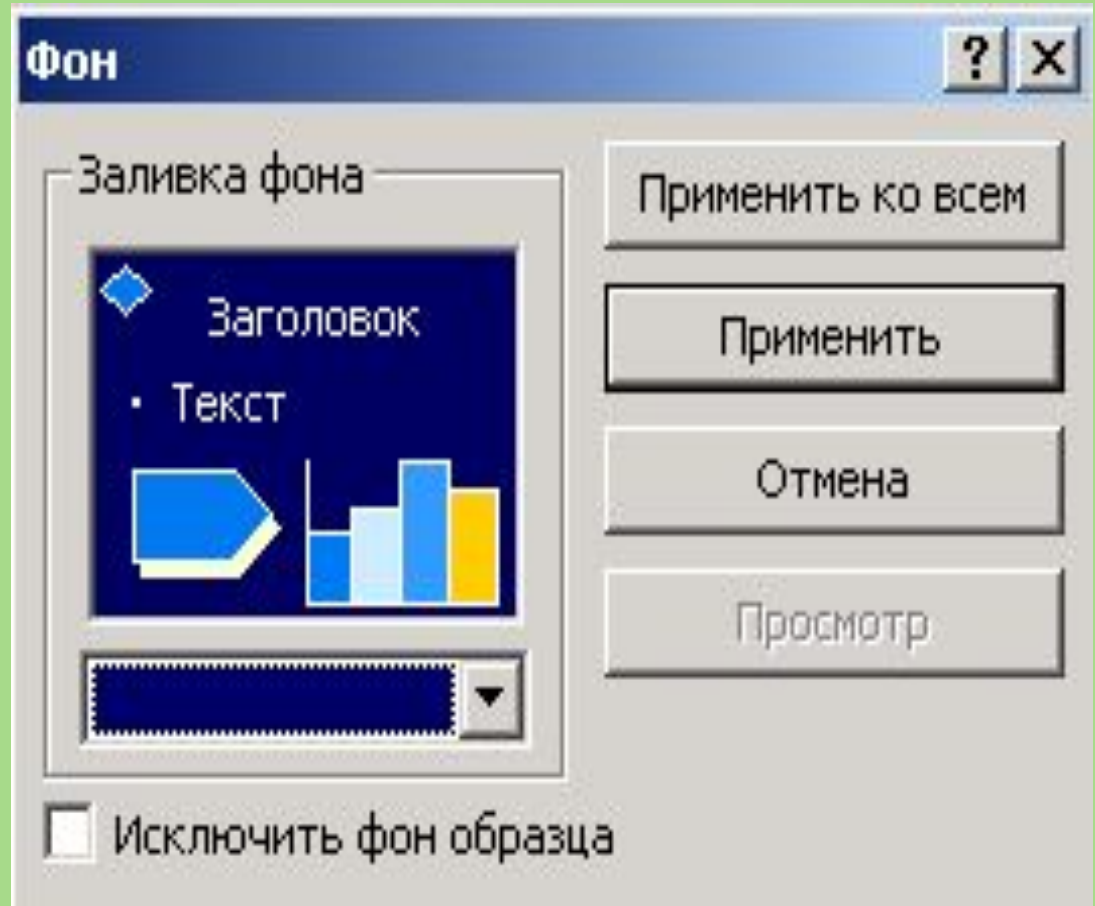 Фон
Заливка фона
Заголовок
· Текст
Исключить фон образца
Применить ко всем
Применить
Отмена
Просмотр